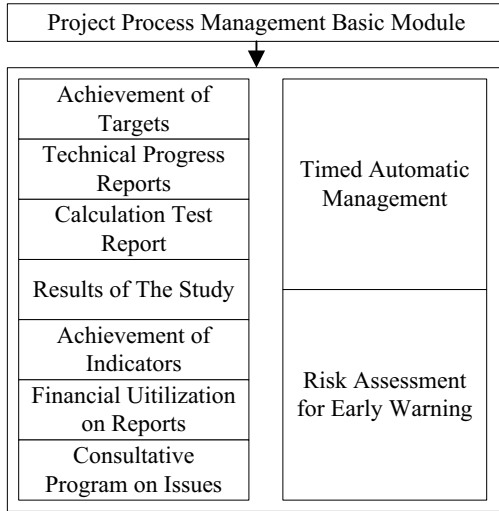 Project Process Management Basic Module
Achievement of
Targets
Technical Progress
Reports
Calculation Test
Report
Results of The Study
Achievement of
Indicators
Financial Uitilization
on Reports
Consultative
Program on Issues
Timed Automatic
Management
Risk Assessment
for Early Warning